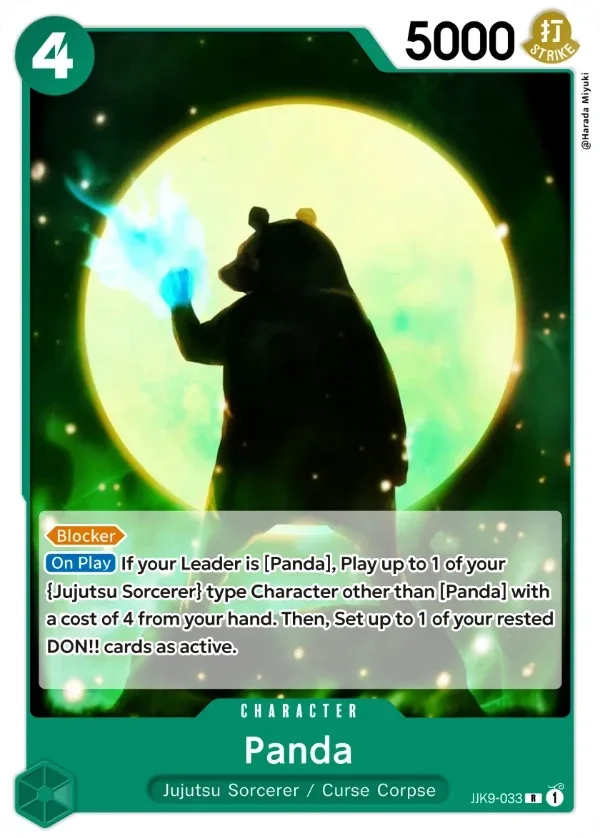 4
5000
打
STRIKE
@Harada Miyuki
Blocker
On Play If your Leader is [Panda], Play up to 1 of your
{Jujutsu Sorcerer} type Character other than [Panda] with
a cost of 4 from your hand. Then, Set up to 1 of your rested
DON!! cards as active.
CHARACTER
Panda
Jujutsu Sorcerer / Curse Corpse
JJK9-033 R 1